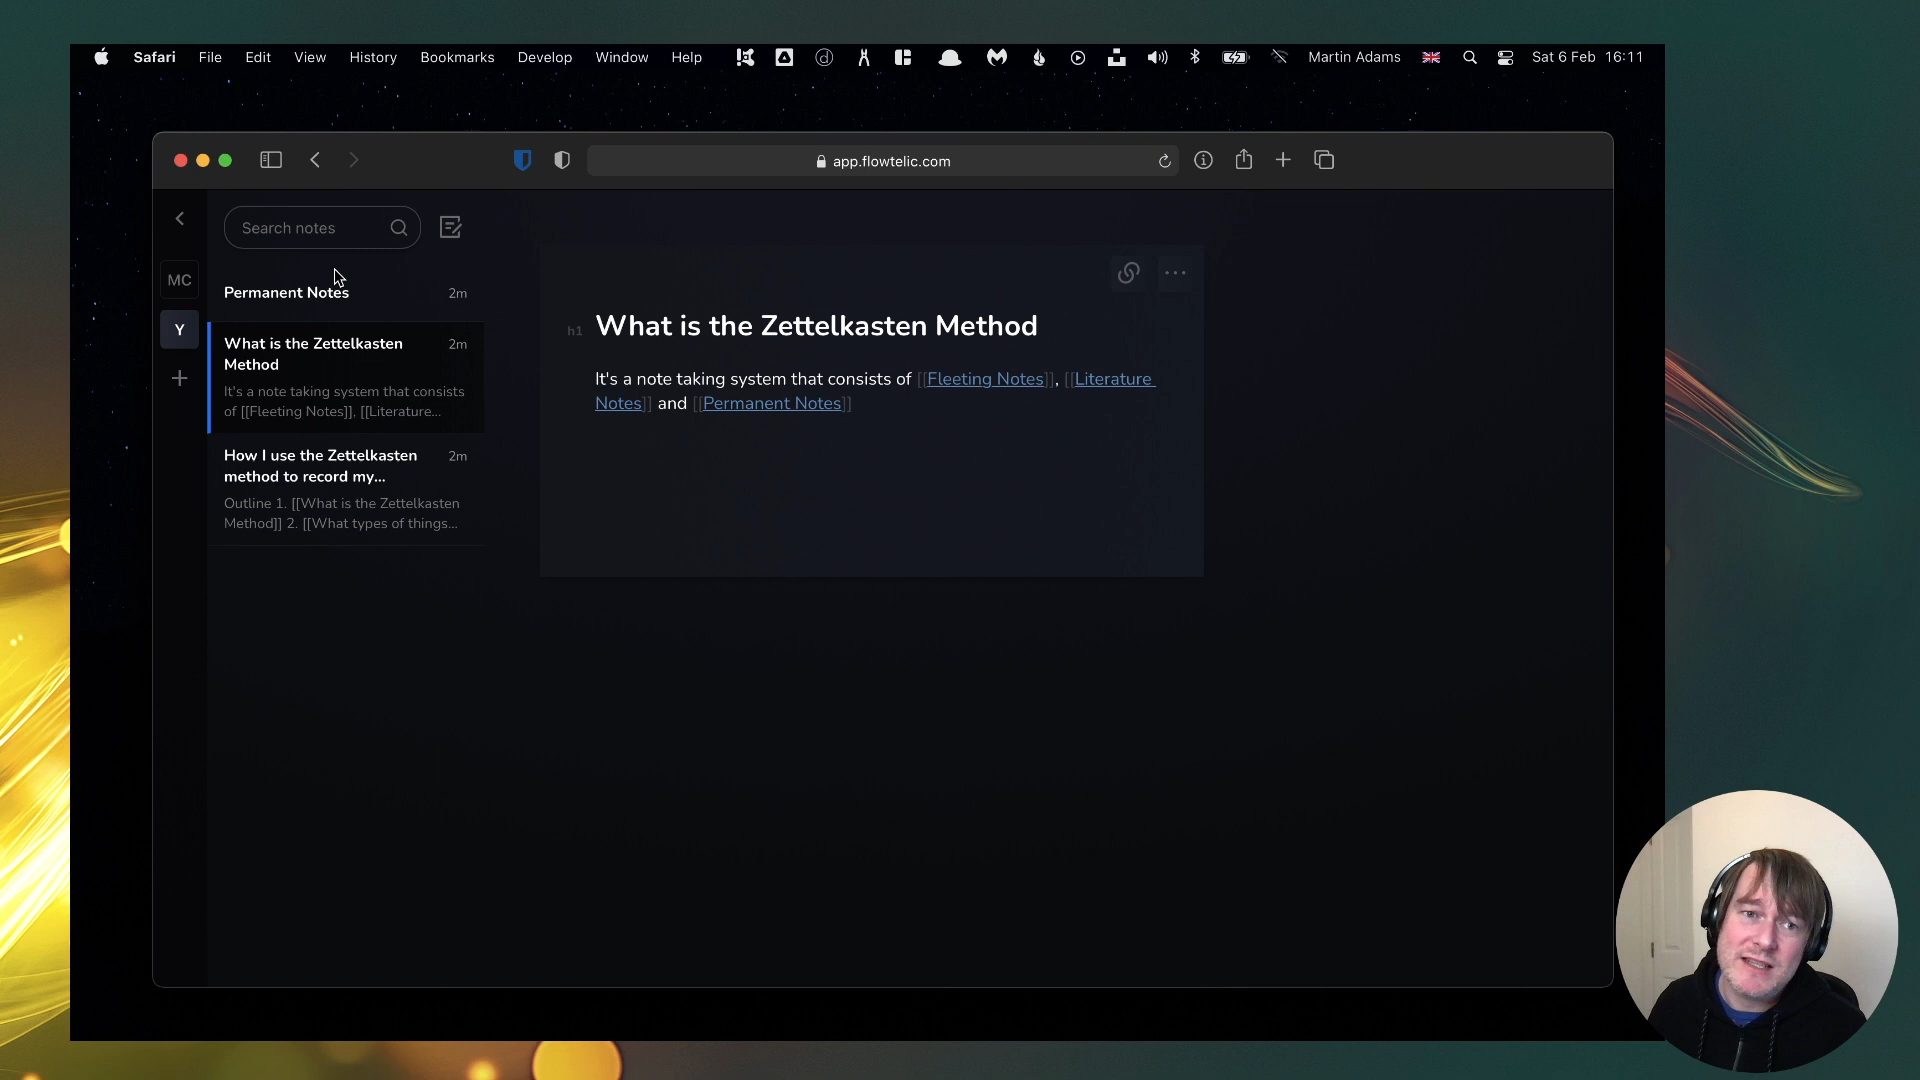 Safari File Edit View History Bookmarks Develop Window Help Martin Adams Sat 6 Feb 16:11
app.flowtelic.com
Search notes
MC
Y
Permanent Notes 2m
What is the Zettelkasten 2m
Method
It's a note taking system that consists
of [[Fleeting Notes]], [[Literature...
How I use the Zettelkasten 2m
method to record my...
Outline 1. [[What is the Zettelkasten
Method]] 2. [[What types of things...
h1 What is the Zettelkasten Method
It's a note taking system that consists of [[Fleeting Notes]], [[Literature
Notes]] and [[Permanent Notes]]